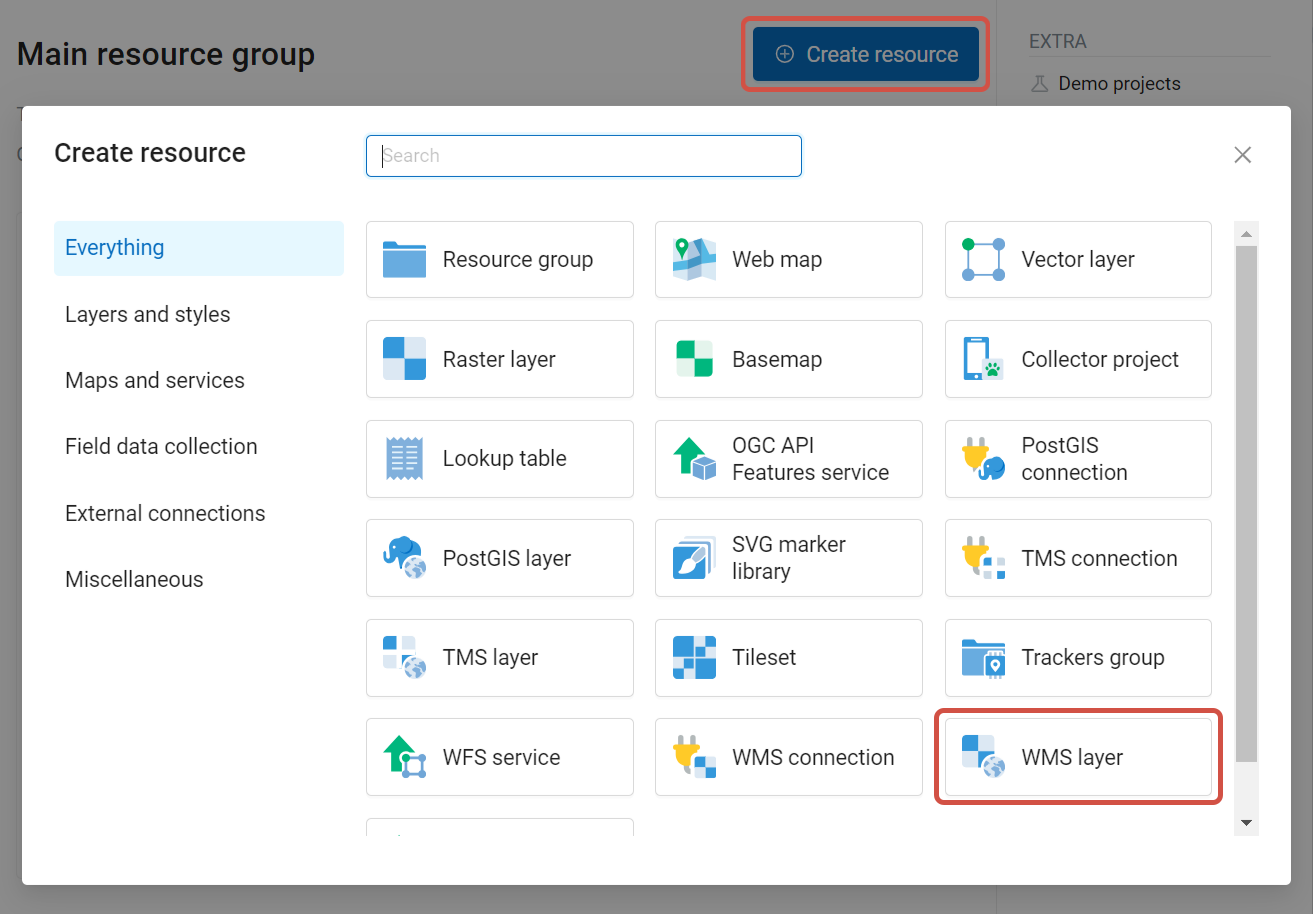 Main resource group
Create resource
EXTRA
Demo projects
Create resource
Search
Everything
Layers and styles
Maps and services
Field data collection
External connections
Miscellaneous
Resource group
Web map
Vector layer
Raster layer
Basemap
Collector project
Lookup table
OGC API
Features service
PostGIS
connection
PostGIS layer
SVG marker
library
TMS connection
TMS layer
Tileset
Trackers group
WFS service
WMS connection
WMS layer